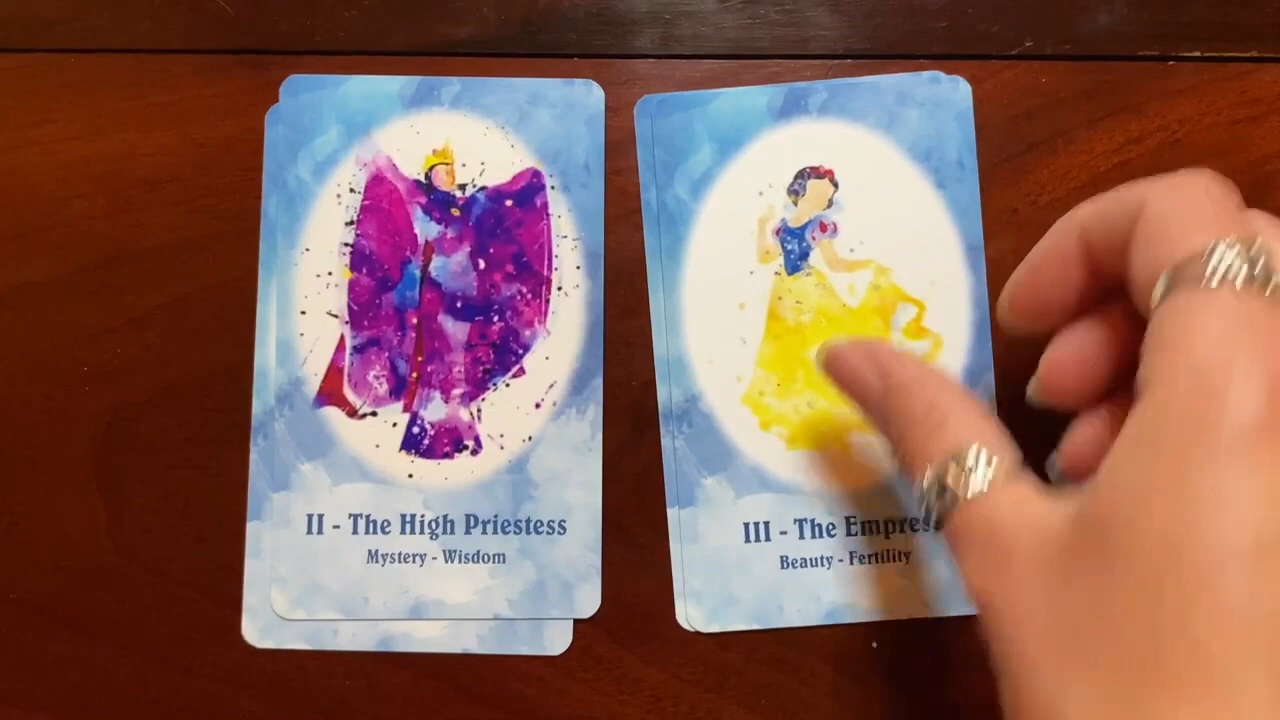 II - The High Priestess
Mystery - Wisdom
III - The Empress
Beauty - Fertility